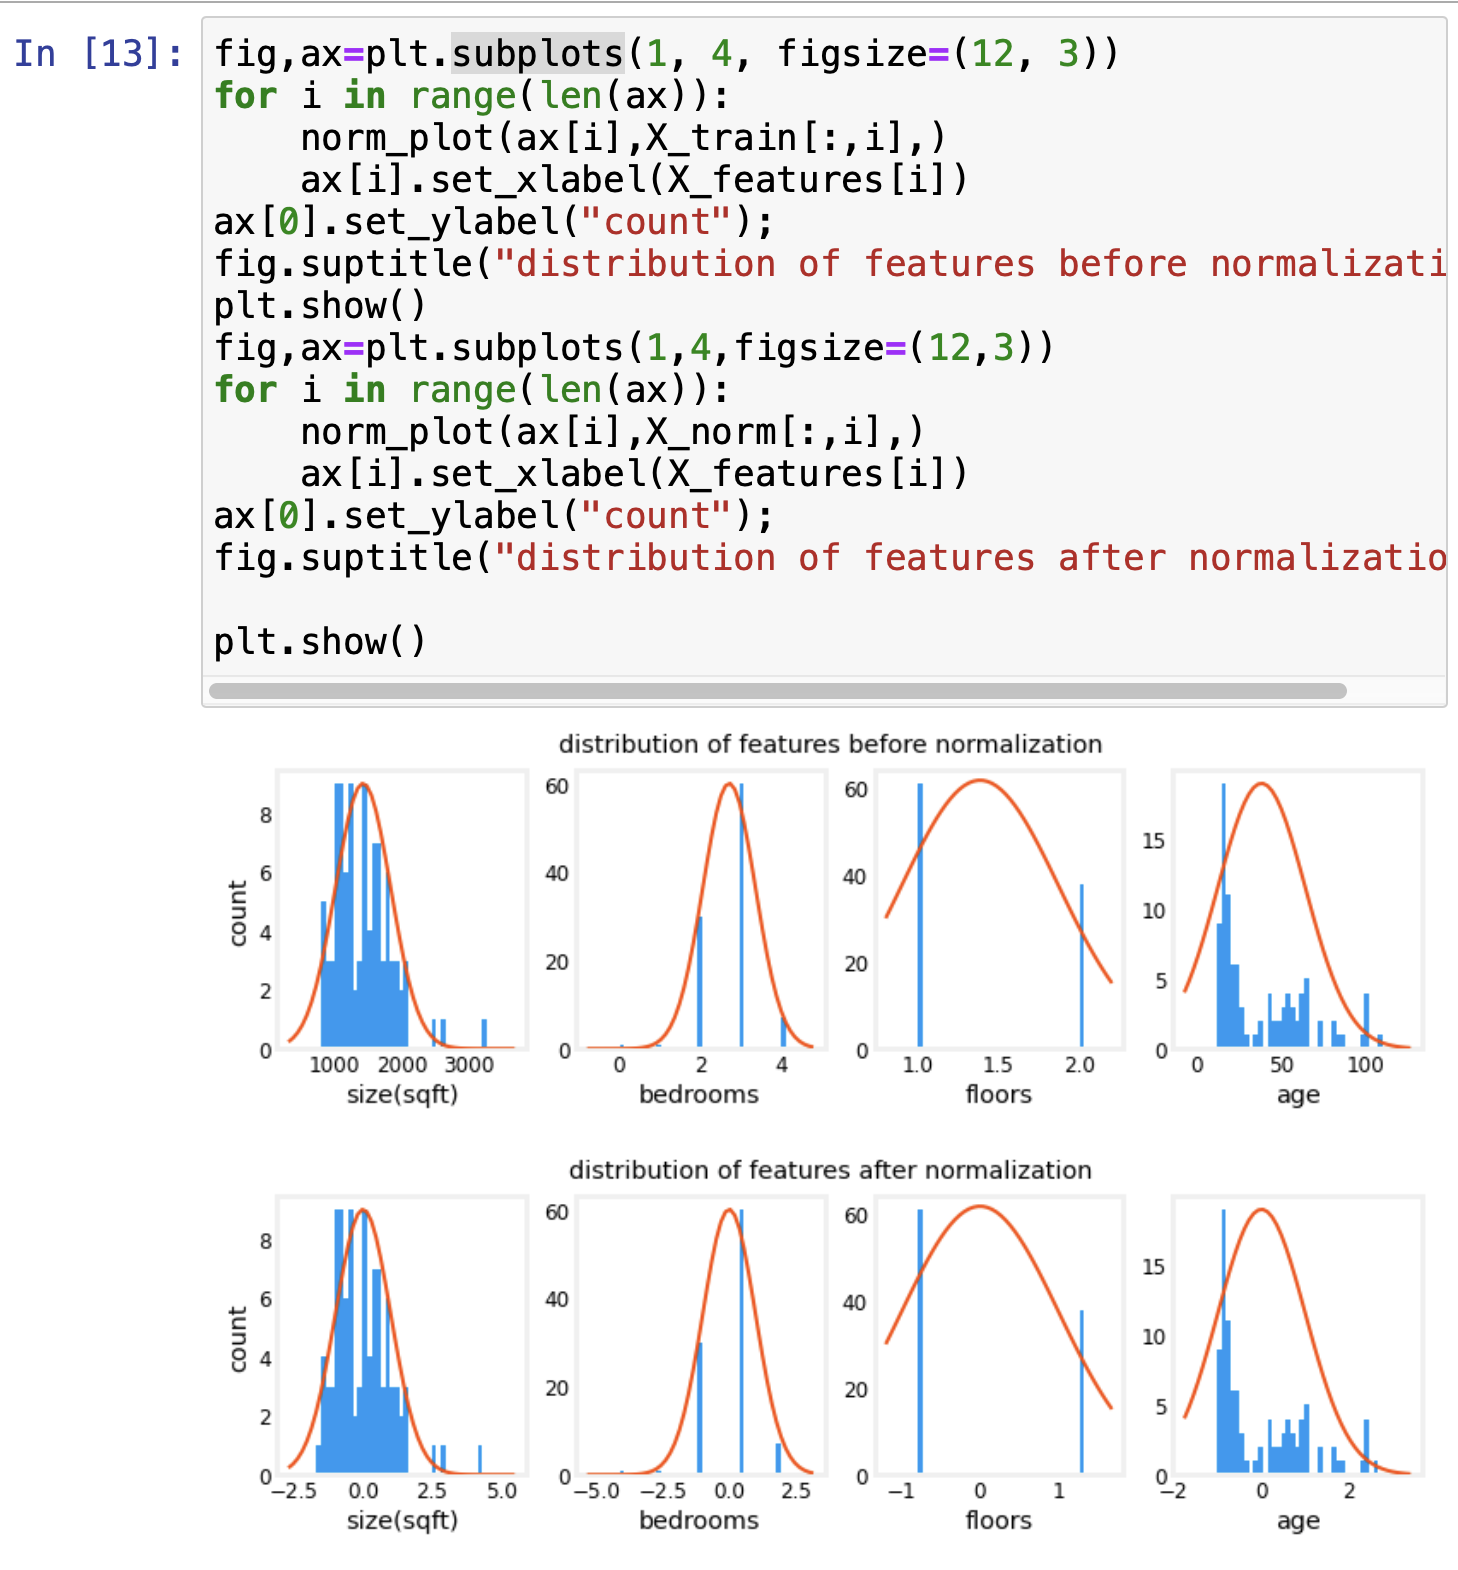 In [13]:
fig,ax=plt.subplots(1, 4, figsize=(12, 3))
for i in range(len(ax)):
    norm_plot(ax[i],X_train[:,i],)
    ax[i].set_xlabel(X_features[i])
ax[0].set_ylabel("count");
fig.suptitle("distribution of features before normalizati
plt.show()
fig,ax=plt.subplots(1,4,figsize=(12,3))
for i in range(len(ax)):
    norm_plot(ax[i],X_norm[:,i],)
    ax[i].set_xlabel(X_features[i])
ax[0].set_ylabel("count");
fig.suptitle("distribution of features after normalizatio
plt.show()
distribution of features before normalization
count
8
6
4
2
0
1000 2000 3000
size(sqft)
60
40
20
0
0 2 4
bedrooms
60
40
20
0
1.0 1.5 2.0
floors
15
10
5
0
0 50 100
age
distribution of features after normalization
count
8
6
4
2
0
−2.5 0.0 2.5 5.0
size(sqft)
60
40
20
0
−5.0 −2.5 0.0 2.5
bedrooms
60
40
20
0
−1 0 1
floors
15
10
5
0
−2 0 2
age